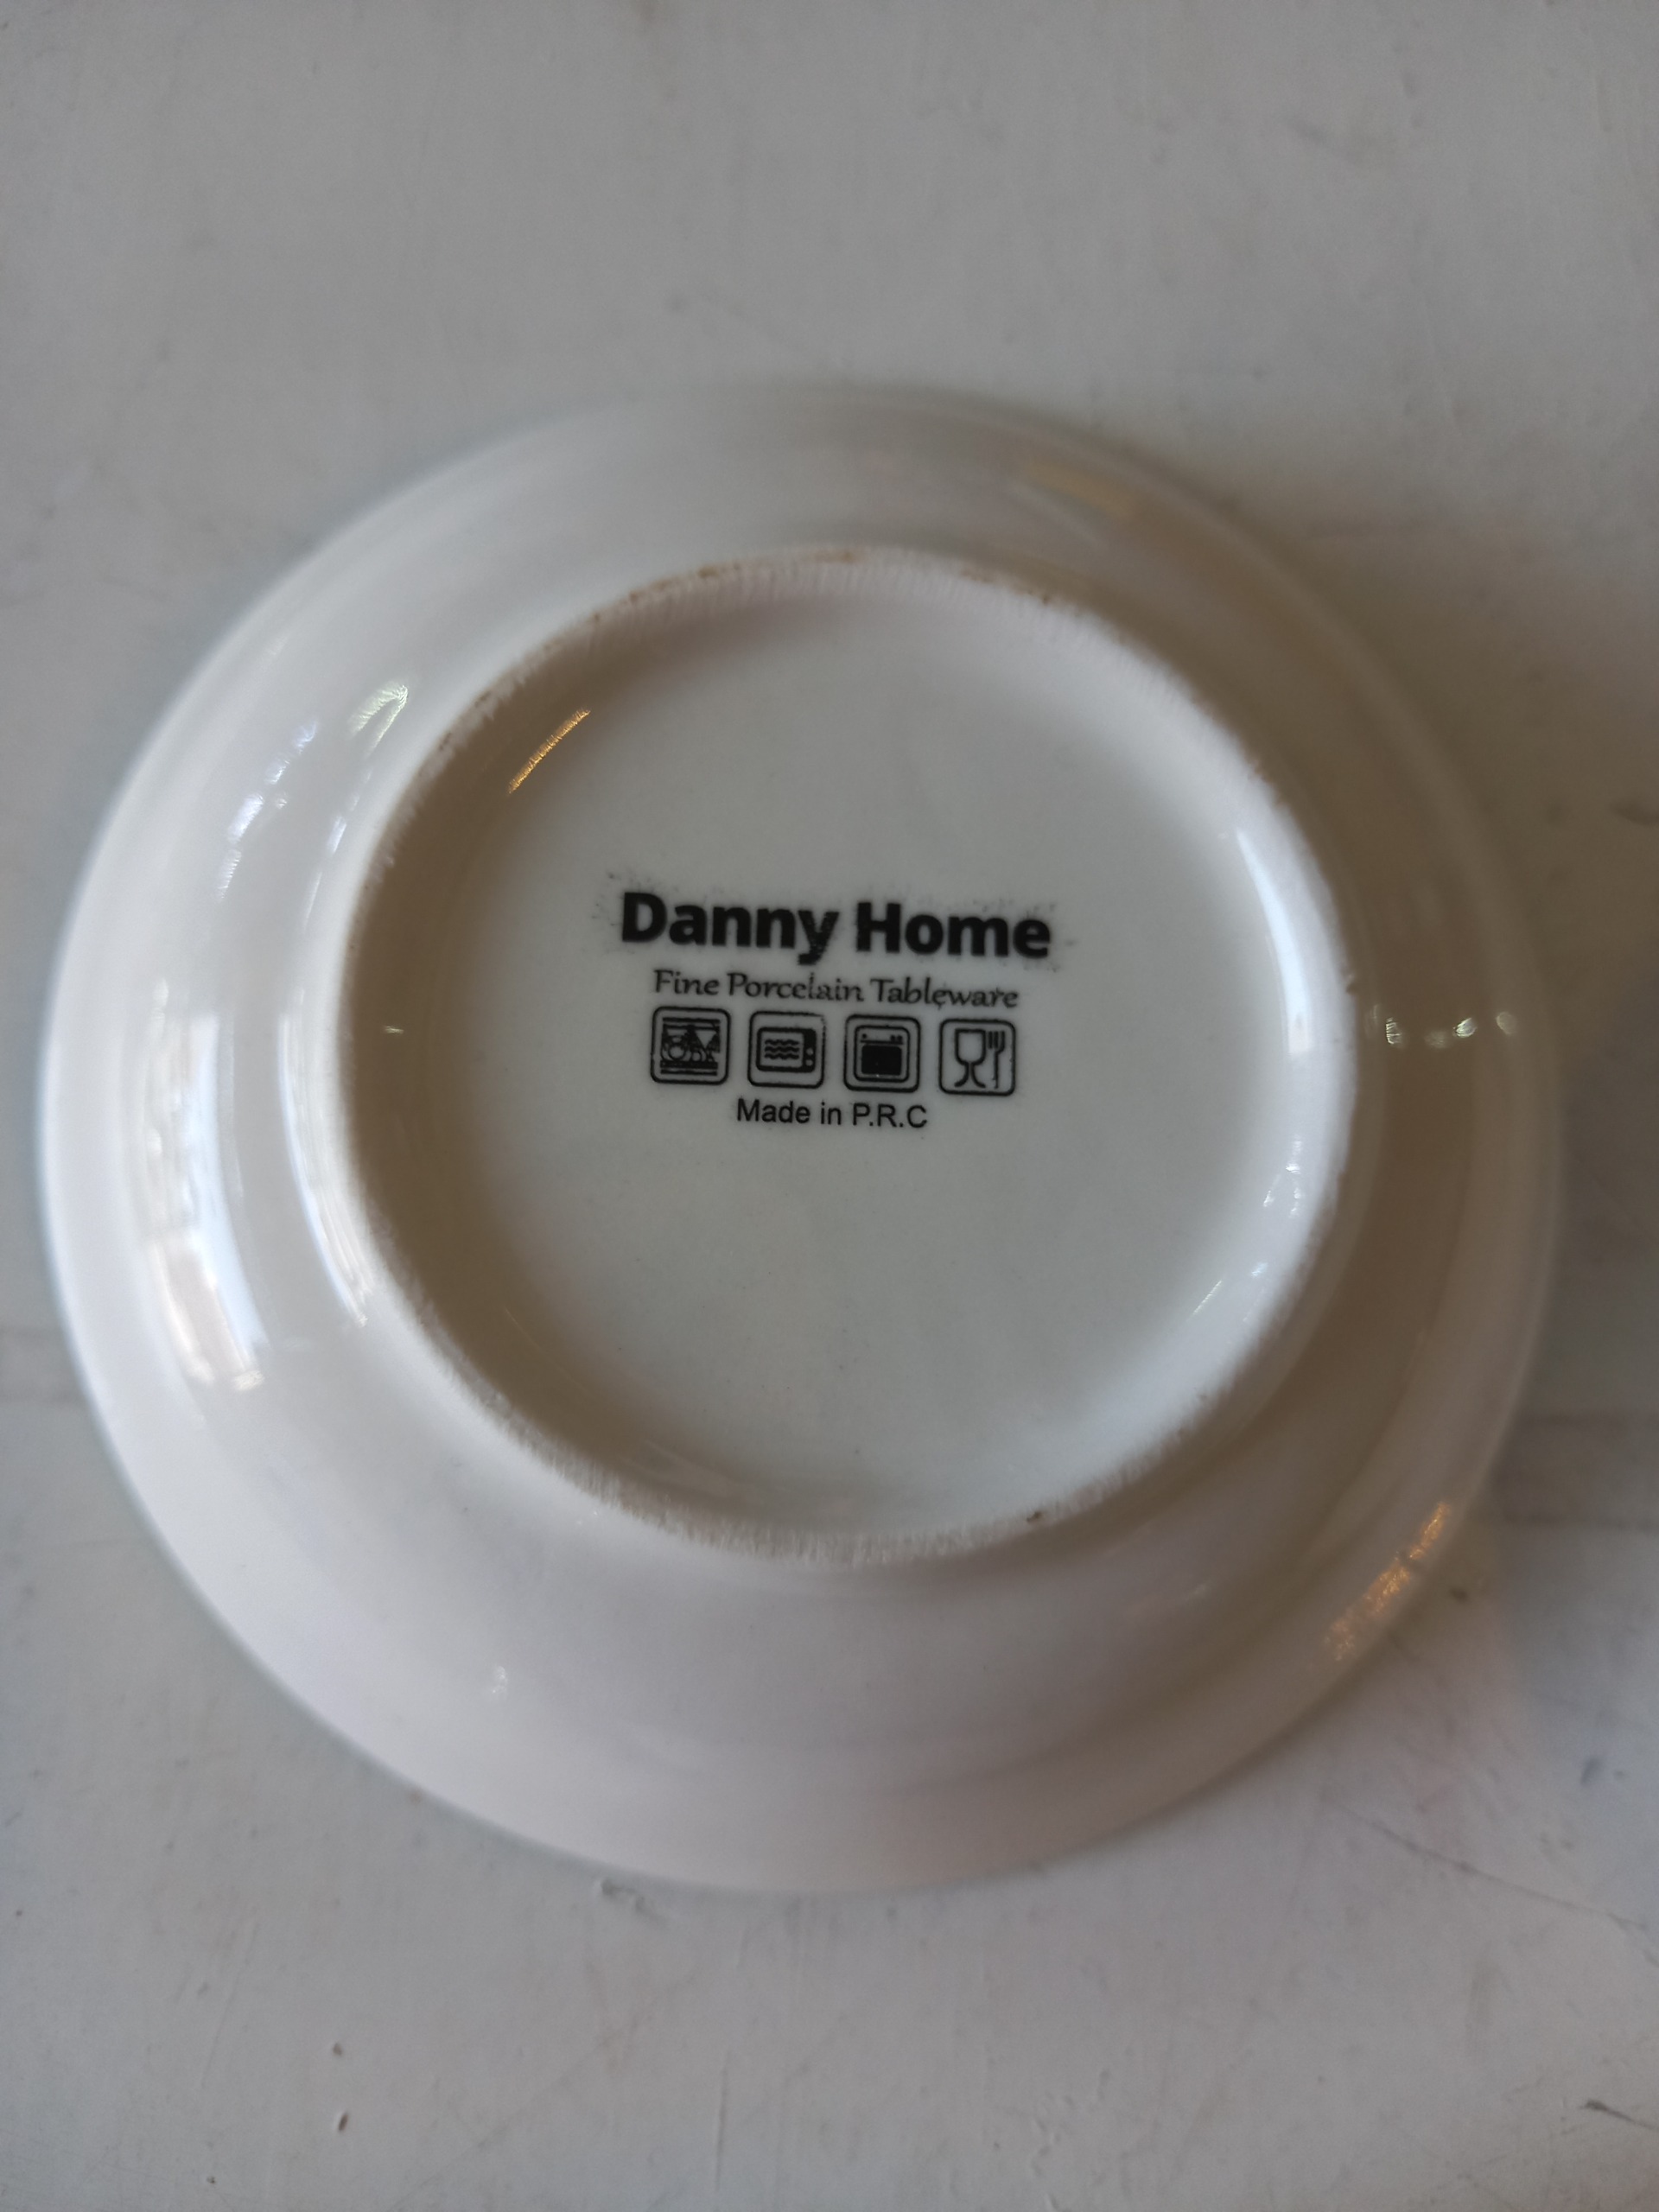 Danny Home
Fine Porcelain Tableware
Made in P.R.C